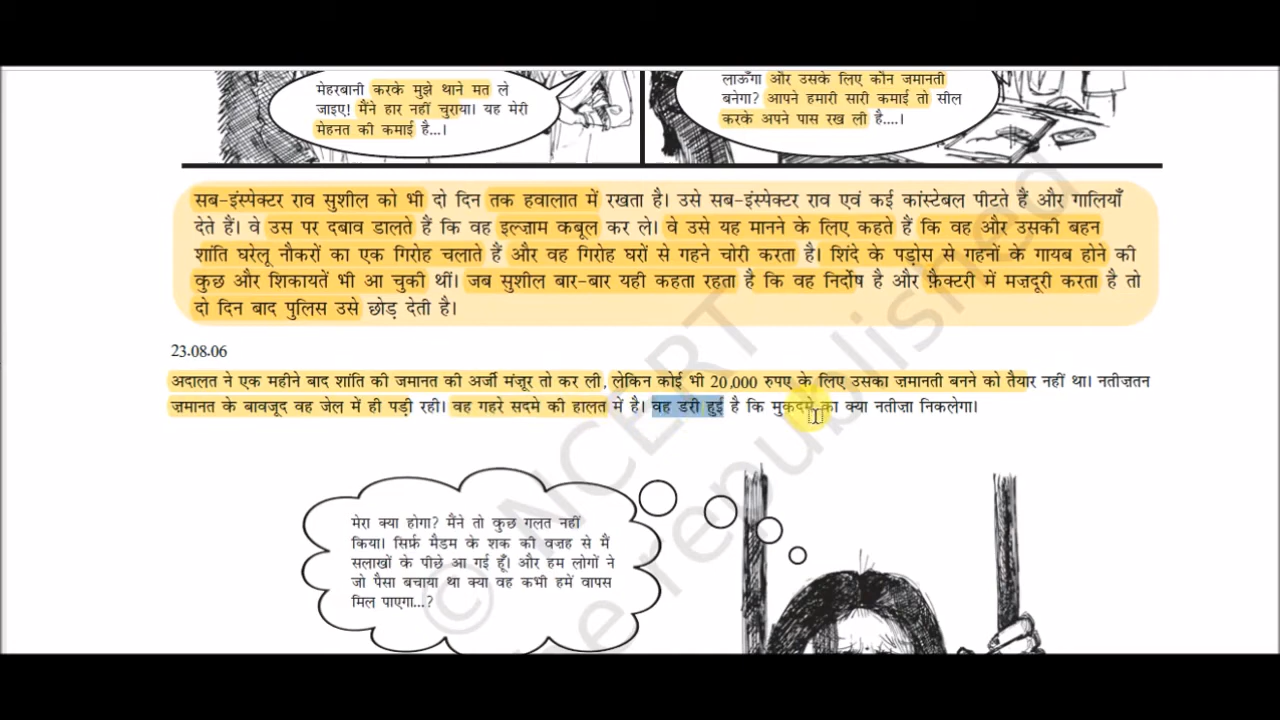 मेहरबानी करके मुझे थाने मत ले
जाइए! मैंने हार नहीं चुराया। यह मेरी
मेहनत की कमाई है...।
लाऊँगा और उसके लिए कौन जमानती
बनेगा? आपने हमारी सारी कमाई तो सील
करके अपने पास रख ली है....।
सब-इंस्पेक्टर राव सुशील को भी दो दिन तक हवालात में रखता है। उसे सब-इंस्पेक्टर राव एवं कई कांस्टेबल पीटते हैं और गालियाँ
देते हैं। वे उस पर दबाव डालते हैं कि वह इल्ज़ाम कबूल कर ले। वे उसे यह मानने के लिए कहते हैं कि वह और उसकी बहन
शांति घरेलू नौकरों का एक गिरोह चलाते हैं और वह गिरोह घरों से गहने चोरी करता है। शिंदे के पड़ोस से गहनों के गायब होने की
कुछ और शिकायतें भी आ चुकी थीं। जब सुशील बार-बार यही कहता रहता है कि वह निर्दोष है और फ़ैक्टरी में मज़दूरी करता है तो
दो दिन बाद पुलिस उसे छोड़ देती है।
23.08.06
अदालत ने एक महीने बाद शांति की जमानत की अर्जी मंज़ूर तो कर ली, लेकिन कोई भी 20,000 रुपए के लिए उसका ज़मानती बनने को तैयार नहीं था। नतीज़तन
ज़मानत के बावजूद वह जेल में ही पड़ी रही। वह गहरे सदमे की हालत में है। वह डरी हुई है कि मुकदमे का क्या नतीज़ा निकलेगा।
मेरा क्या होगा? मैंने तो कुछ गलत नहीं
किया। सिर्फ़ मैडम के शक की वज़ह से मैं
सलाखों के पीछे आ गई हूँ। और हम लोगों ने
जो पैसा बचाया था क्या वह कभी हमें वापस
मिल पाएगा...?
© NCERT
republished